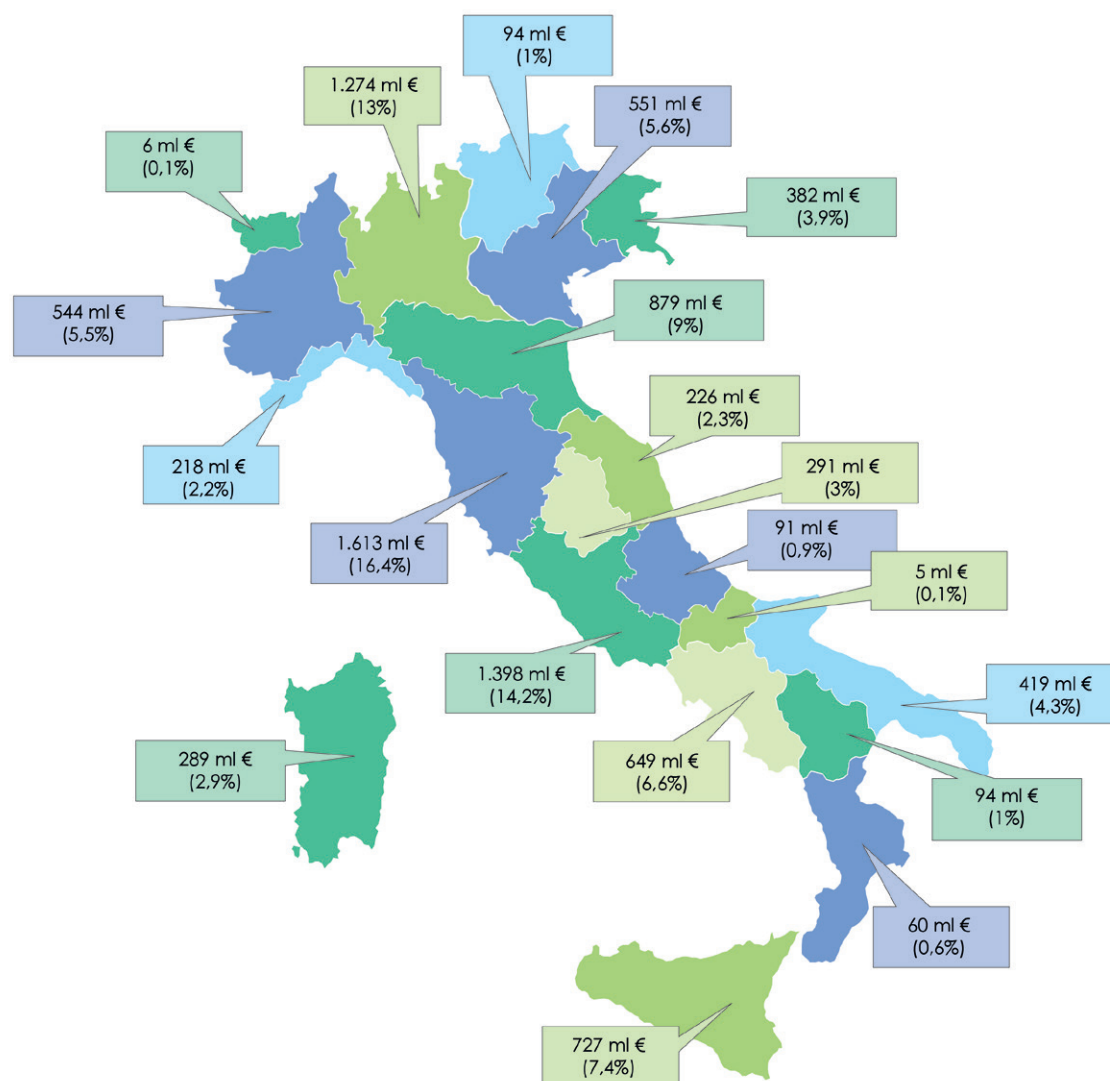 94 ml €
(1%)
1.274 ml €
(13%)
551 ml €
(5,6%)
6 ml €
(0,1%)
382 ml €
(3,9%)
544 ml €
(5,5%)
879 ml €
(9%)
226 ml €
(2,3%)
218 ml €
(2,2%)
291 ml €
(3%)
1.613 ml €
(16,4%)
91 ml €
(0,9%)
5 ml €
(0,1%)
1.398 ml €
(14,2%)
419 ml €
(4,3%)
289 ml €
(2,9%)
649 ml €
(6,6%)
94 ml €
(1%)
60 ml €
(0,6%)
727 ml €
(7,4%)